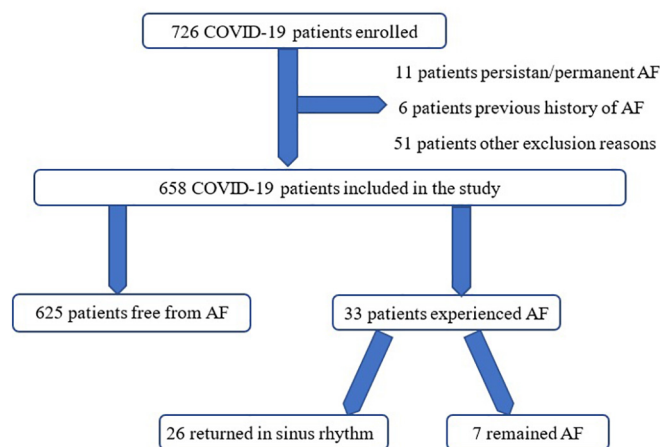 726 COVID-19 patients enrolled
11 patients persistan/permanent AF
6 patients previous history of AF
51 patients other exclusion reasons
658 COVID-19 patients included in the study
625 patients free from AF
33 patients experienced AF
26 returned in sinus rhythm
7 remained AF